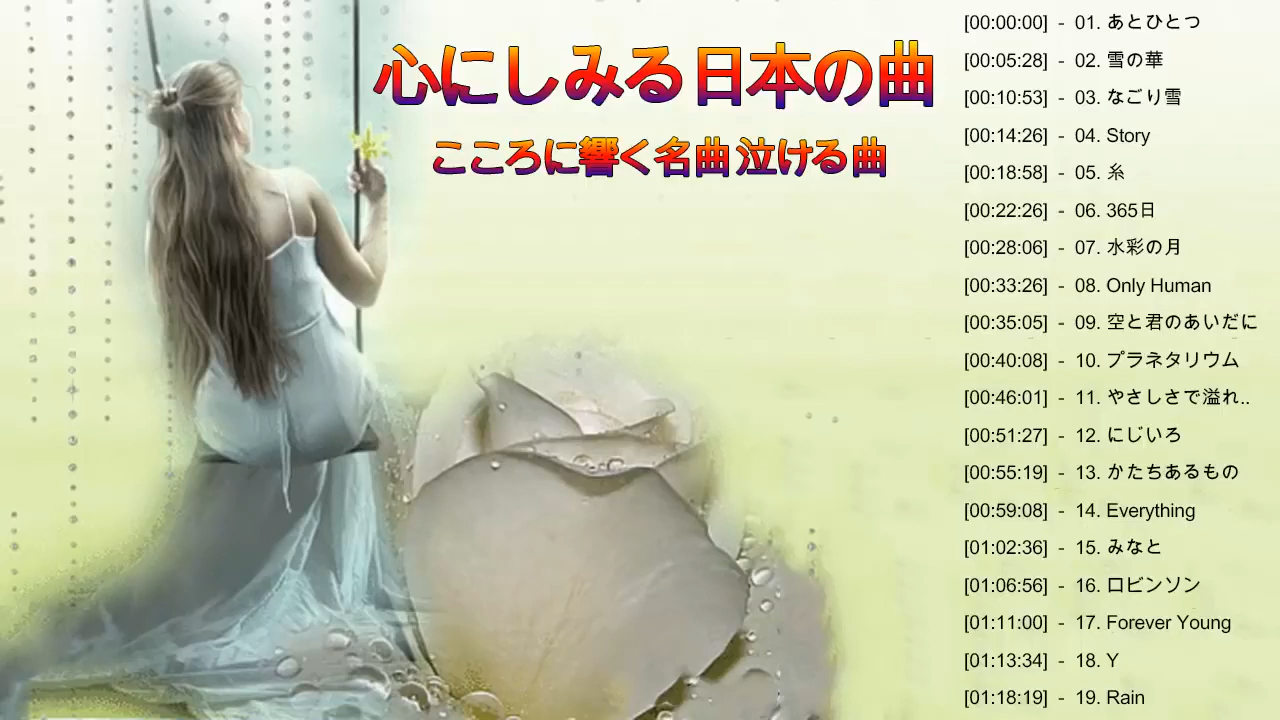 心にしみる日本の曲
こころに響く名曲 泣ける曲
[00:00:00] - 01. あとひとつ
[00:05:28] - 02. 雪の華
[00:10:53] - 03. なごり雪
[00:14:26] - 04. Story
[00:18:58] - 05. 糸
[00:22:26] - 06. 365日
[00:28:06] - 07. 水彩の月
[00:33:26] - 08. Only Human
[00:35:05] - 09. 空と君のあいだに
[00:40:08] - 10. プラネタリウム
[00:46:01] - 11. やさしさで溢れ..
[00:51:27] - 12. にじいろ
[00:55:19] - 13. かたちあるもの
[00:59:08] - 14. Everything
[01:02:36] - 15. みなと
[01:06:56] - 16. ロビンソン
[01:11:00] - 17. Forever Young
[01:13:34] - 18. Y
[01:18:19] - 19. Rain